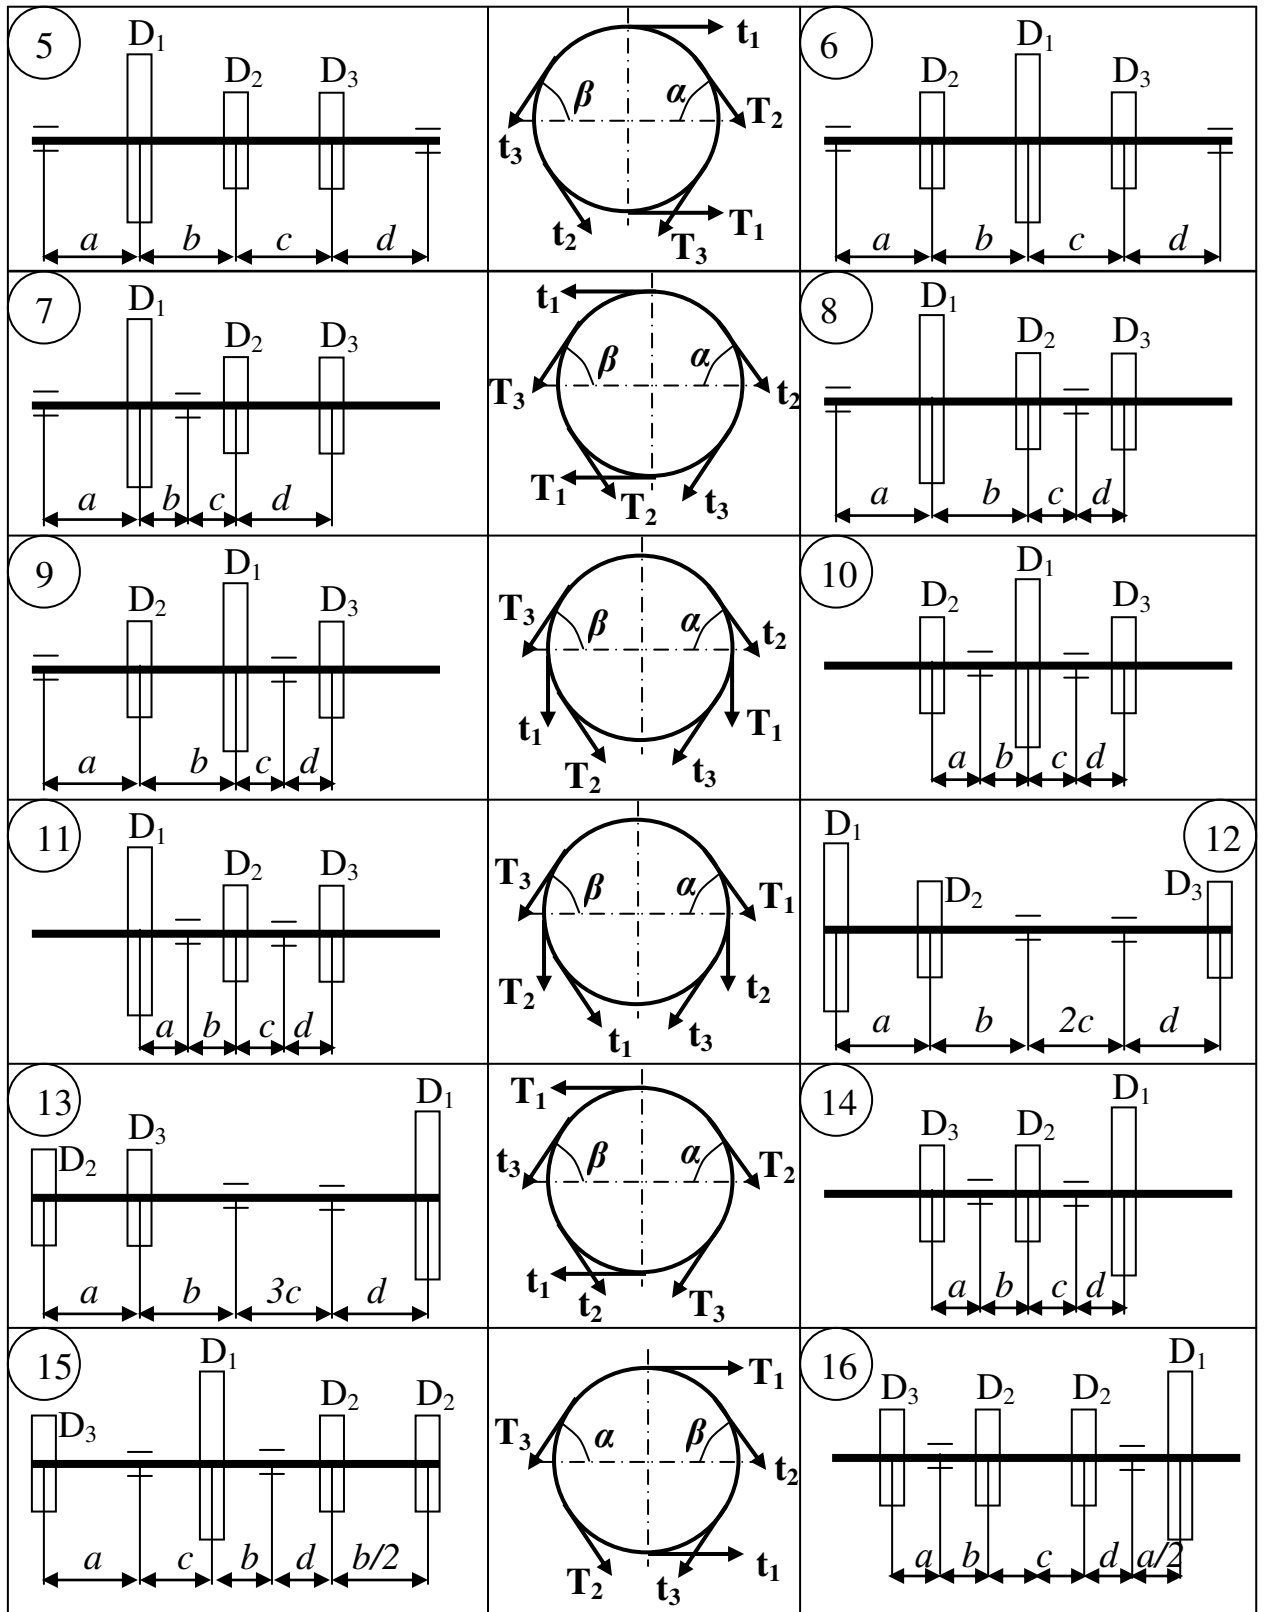 5 D₁ D₂ D₃
a b c d
t₁
β α T₂
t₃
t₂ T₃ T₁
6 D₂ D₁ D₃
a b c d
7 D₁ D₂ D₃
a b c d
t₁
β α
T₃ t₂
T₁ T₂ t₃
8 D₁ D₂ D₃
a b c d
9 D₂ D₁ D₃
a b c d
T₃ β α t₂
t₁ T₁
T₂ t₃
10 D₂ D₁ D₃
a b c d
11 D₁ D₂ D₃
a b c d
T₃ β α T₁
T₂ t₂
t₁ t₃
12 D₁ D₂ D₃
a b 2c d
13 D₂ D₃ D₁
a b 3c d
T₁
t₃ β α T₂
t₁ t₂ T₃
14 D₃ D₂ D₁
a b c d
15 D₃ D₁ D₂ D₂
a c b d b/2
T₁
T₃ α β t₂
T₂ t₃ t₁
16 D₃ D₂ D₂ D₁
a b c d a/2